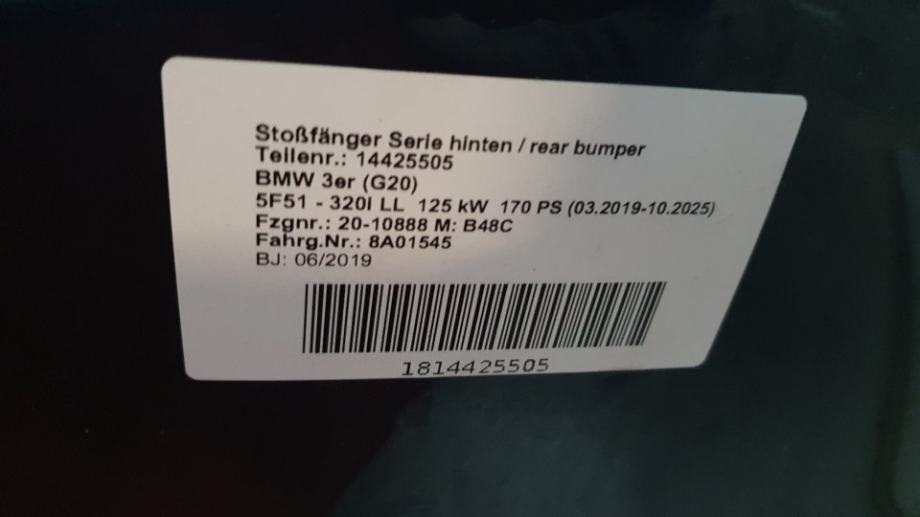 Stoßfänger Serie hinten / rear bumper
Teilenr.: 14425505
BMW 3er (G20)
5F51 - 320i LL 125 kW 170 PS (03.2019-10.2025)
Fzgnr.: 20-10888 M: B48C
Fahrg.Nr.: 8A01545
BJ: 06/2019
1814425505